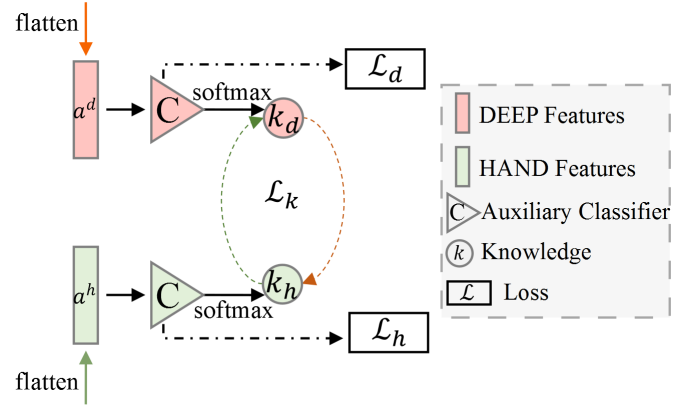 flatten
a^d
C
softmax
k_d
ℒ_d
ℒ_k
a^h
C
softmax
k_h
ℒ_h
flatten
DEEP Features
HAND Features
C Auxiliary Classifier
k Knowledge
ℒ Loss